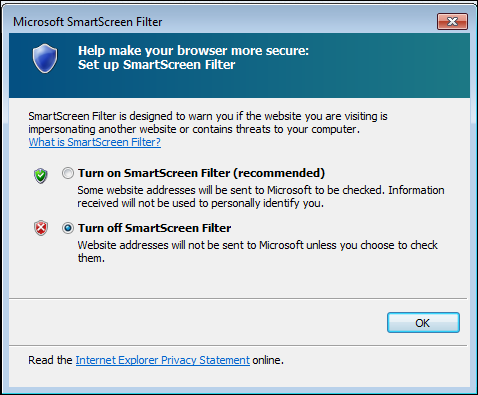 Microsoft SmartScreen Filter
Help make your browser more secure:
Set up SmartScreen Filter
SmartScreen Filter is designed to warn you if the website you are visiting is
impersonating another website or contains threats to your computer.
What is SmartScreen Filter?
Turn on SmartScreen Filter (recommended)
Some website addresses will be sent to Microsoft to be checked. Information
received will not be used to personally identify you.
Turn off SmartScreen Filter
Website addresses will not be sent to Microsoft unless you choose to check
them.
OK
Read the Internet Explorer Privacy Statement online.